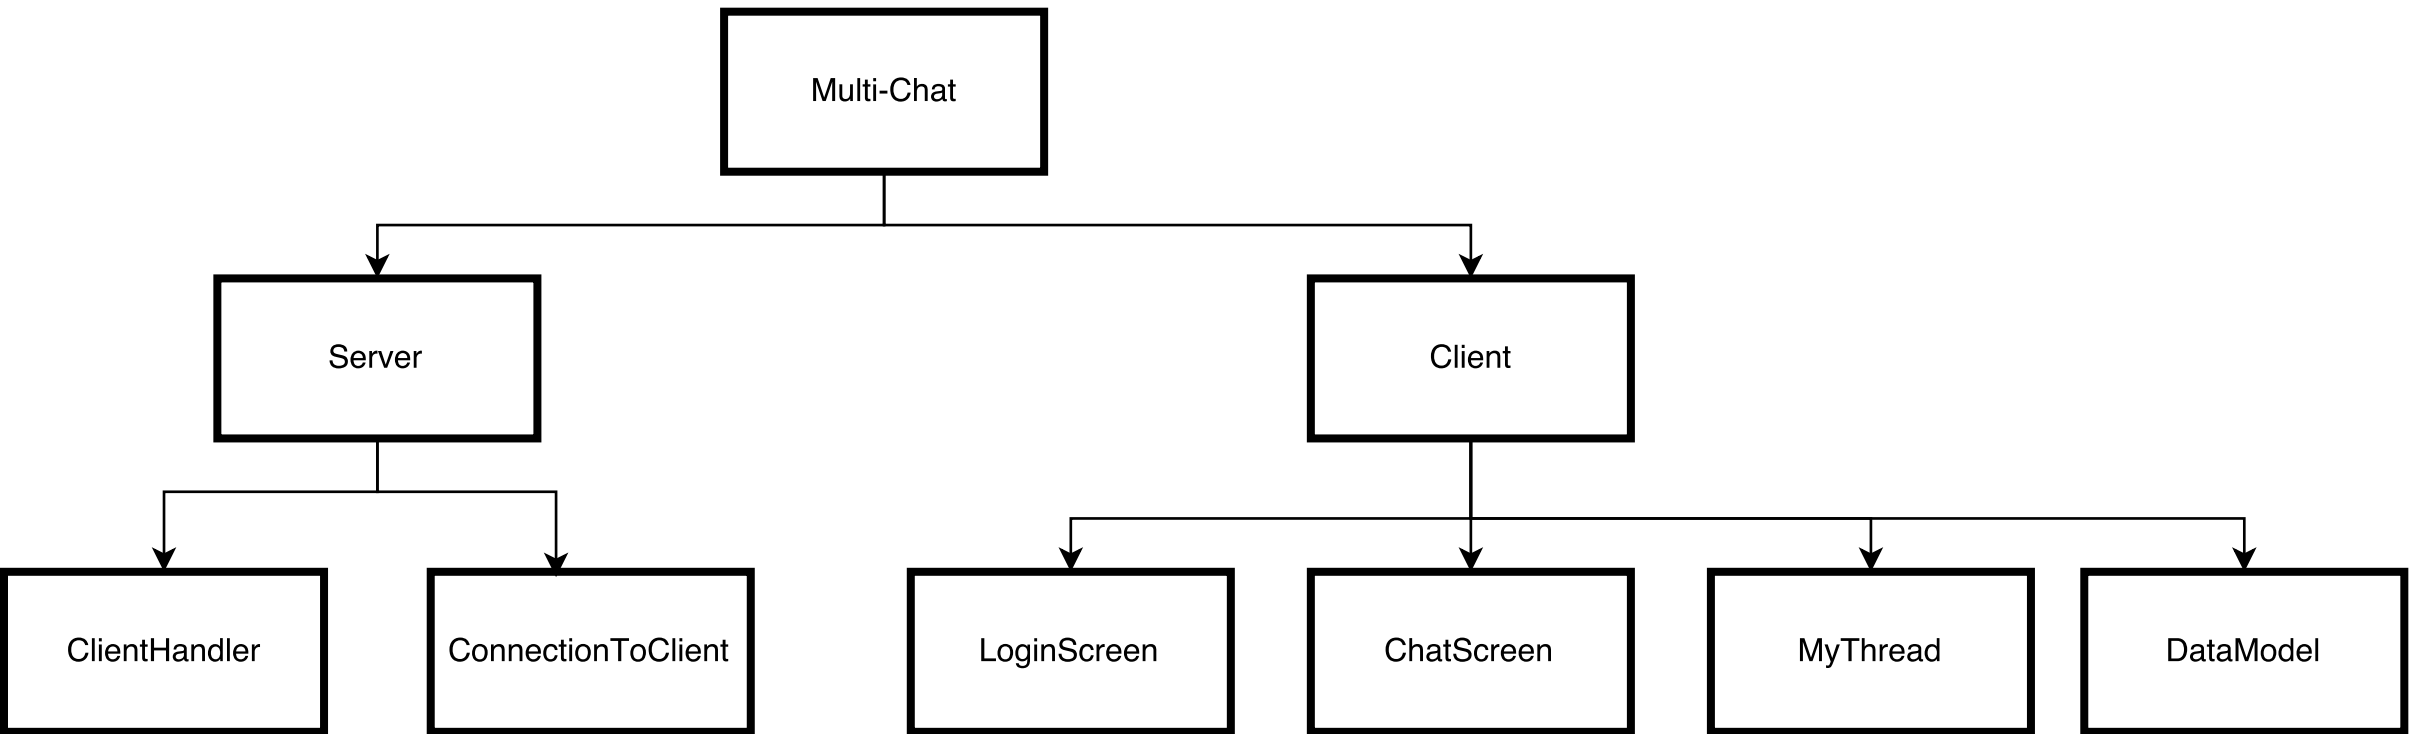 Multi-Chat
Server
Client
ClientHandler
ConnectionToClient
LoginScreen
ChatScreen
MyThread
DataModel